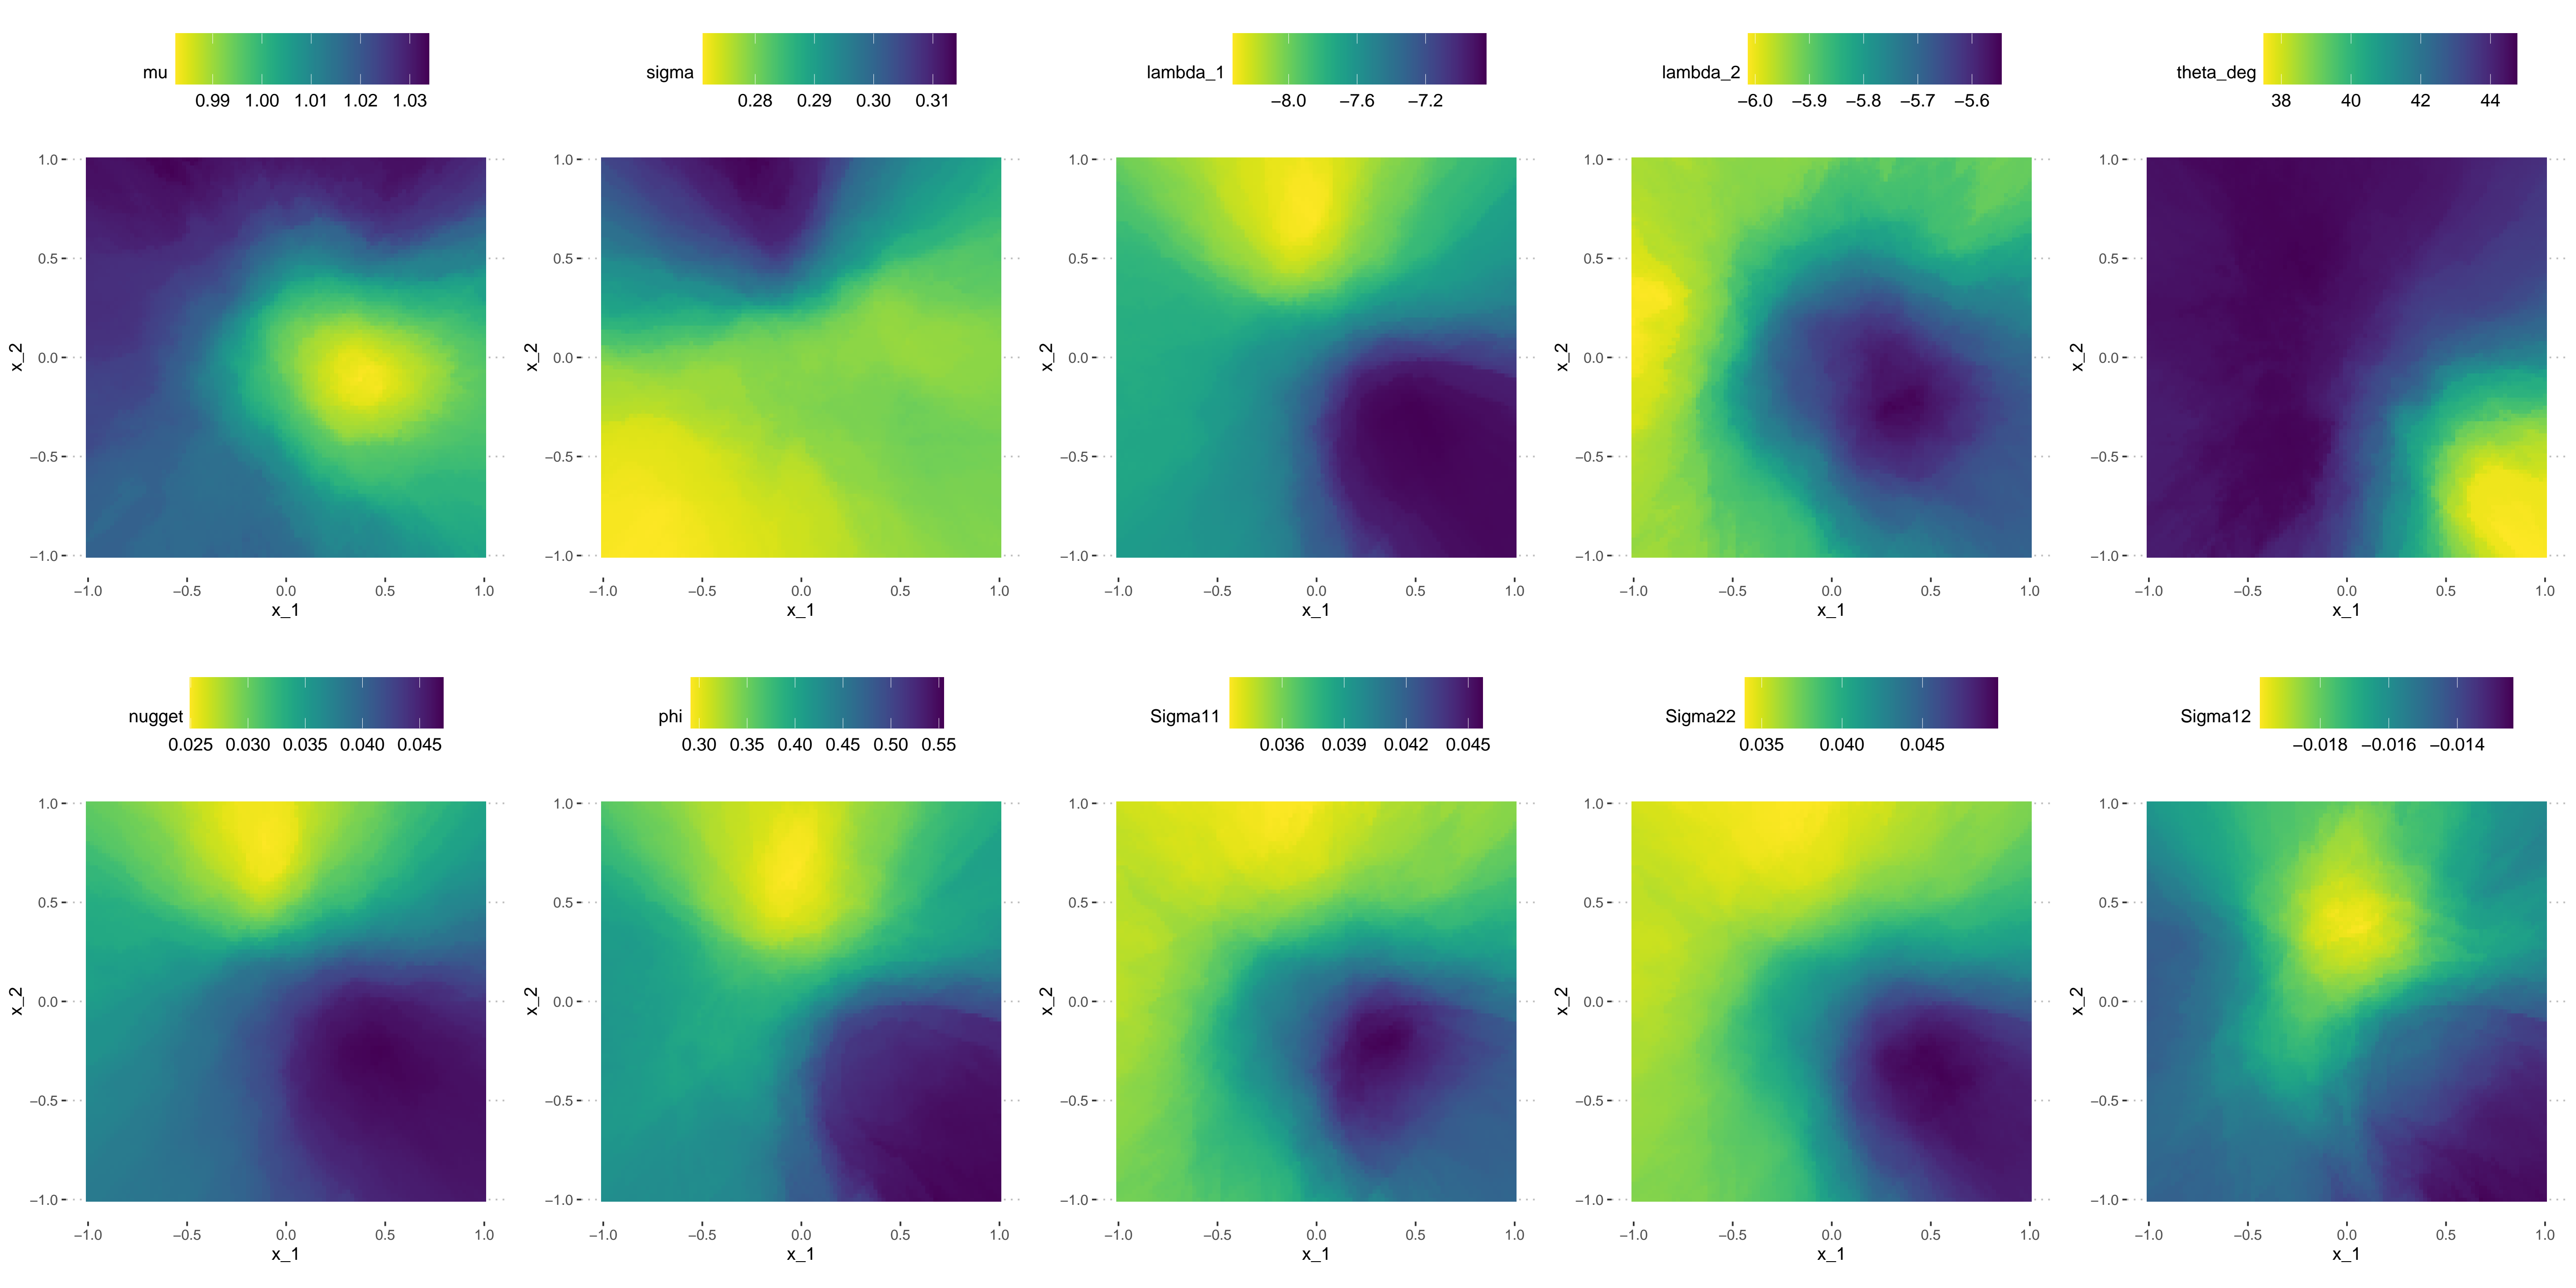 mu 0.99 1.00 1.01 1.02 1.03
sigma 0.28 0.29 0.30 0.31
lambda_1 −8.0 −7.6 −7.2
lambda_2 −6.0 −5.9 −5.8 −5.7 −5.6
theta_deg 38 40 42 44
1.0 0.5 0.0 −0.5 −1.0
x_2
−1.0 −0.5 0.0 0.5 1.0
x_1
1.0 0.5 0.0 −0.5 −1.0
x_2
−1.0 −0.5 0.0 0.5 1.0
x_1
1.0 0.5 0.0 −0.5 −1.0
x_2
−1.0 −0.5 0.0 0.5 1.0
x_1
1.0 0.5 0.0 −0.5 −1.0
x_2
−1.0 −0.5 0.0 0.5 1.0
x_1
1.0 0.5 0.0 −0.5 −1.0
x_2
−1.0 −0.5 0.0 0.5 1.0
x_1
nugget 0.025 0.030 0.035 0.040 0.045
phi 0.30 0.35 0.40 0.45 0.50 0.55
Sigma11 0.036 0.039 0.042 0.045
Sigma22 0.035 0.040 0.045
Sigma12 −0.018 −0.016 −0.014
1.0 0.5 0.0 −0.5 −1.0
x_2
−1.0 −0.5 0.0 0.5 1.0
x_1
1.0 0.5 0.0 −0.5 −1.0
x_2
−1.0 −0.5 0.0 0.5 1.0
x_1
1.0 0.5 0.0 −0.5 −1.0
x_2
−1.0 −0.5 0.0 0.5 1.0
x_1
1.0 0.5 0.0 −0.5 −1.0
x_2
−1.0 −0.5 0.0 0.5 1.0
x_1
1.0 0.5 0.0 −0.5 −1.0
x_2
−1.0 −0.5 0.0 0.5 1.0
x_1